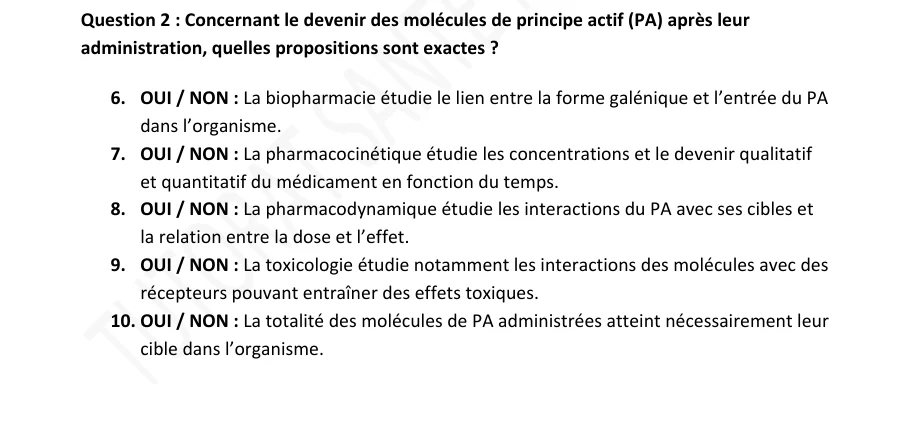 Question 2 : Concernant le devenir des molécules de principe actif (PA) après leur
administration, quelles propositions sont exactes ?
6. OUI / NON : La biopharmacie étudie le lien entre la forme galénique et l’entrée du PA
dans l’organisme.
7. OUI / NON : La pharmacocinétique étudie les concentrations et le devenir qualitatif
et quantitatif du médicament en fonction du temps.
8. OUI / NON : La pharmacodynamique étudie les interactions du PA avec ses cibles et
la relation entre la dose et l’effet.
9. OUI / NON : La toxicologie étudie notamment les interactions des molécules avec des
récepteurs pouvant entraîner des effets toxiques.
10. OUI / NON : La totalité des molécules de PA administrées atteint nécessairement leur
cible dans l’organisme.